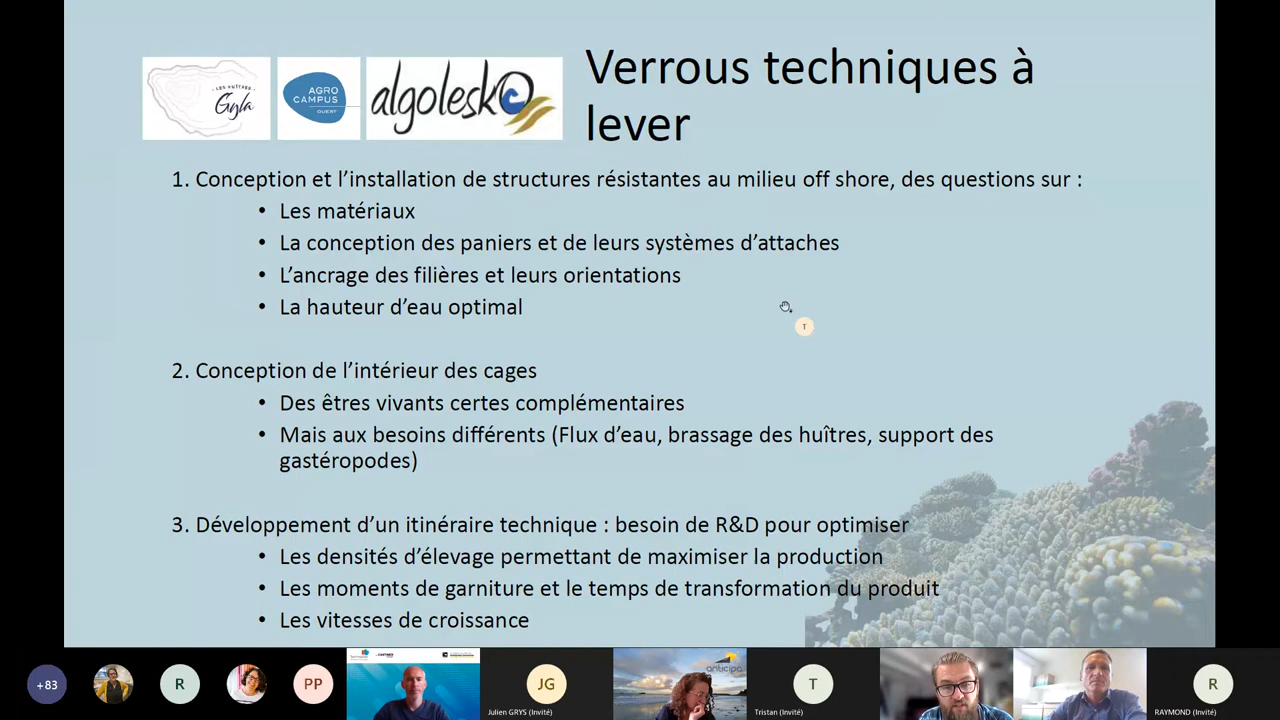 LES HUÎTRES
Gyla
AGRO
CAMPUS
OUEST
algoleskO
Verrous techniques à
lever
1. Conception et l’installation de structures résistantes au milieu off shore, des questions sur :
• Les matériaux
• La conception des paniers et de leurs systèmes d’attaches
• L’ancrage des filières et leurs orientations
• La hauteur d’eau optimal
T
2. Conception de l’intérieur des cages
• Des êtres vivants certes complémentaires
• Mais aux besoins différents (Flux d’eau, brassage des huîtres, support des
gastéropodes)
3. Développement d’un itinéraire technique : besoin de R&D pour optimiser
• Les densités d’élevage permettant de maximiser la production
• Les moments de garniture et le temps de transformation du produit
• Les vitesses de croissance
+83
R
PP
JG
Julien GRYS (Invité)
anticipa
T
Tristan (Invité)
R
RAYMOND (Invité)